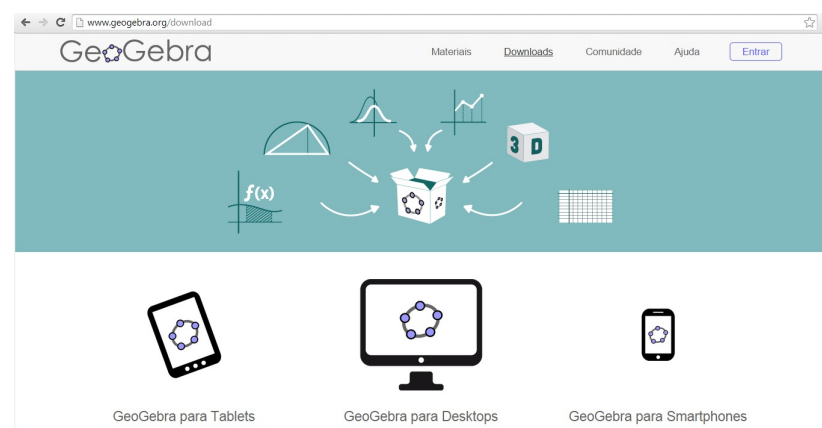 www.geogebra.org/download
GeoGebra Materiais Downloads Comunidade Ajuda Entrar
3 D
f(x)
GeoGebra para Tablets GeoGebra para Desktops GeoGebra para Smartphones